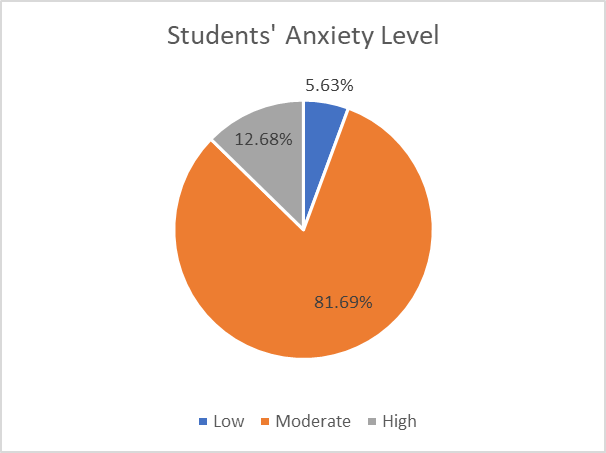 Students' Anxiety Level
5.63%
12.68%
81.69%
Low Moderate High